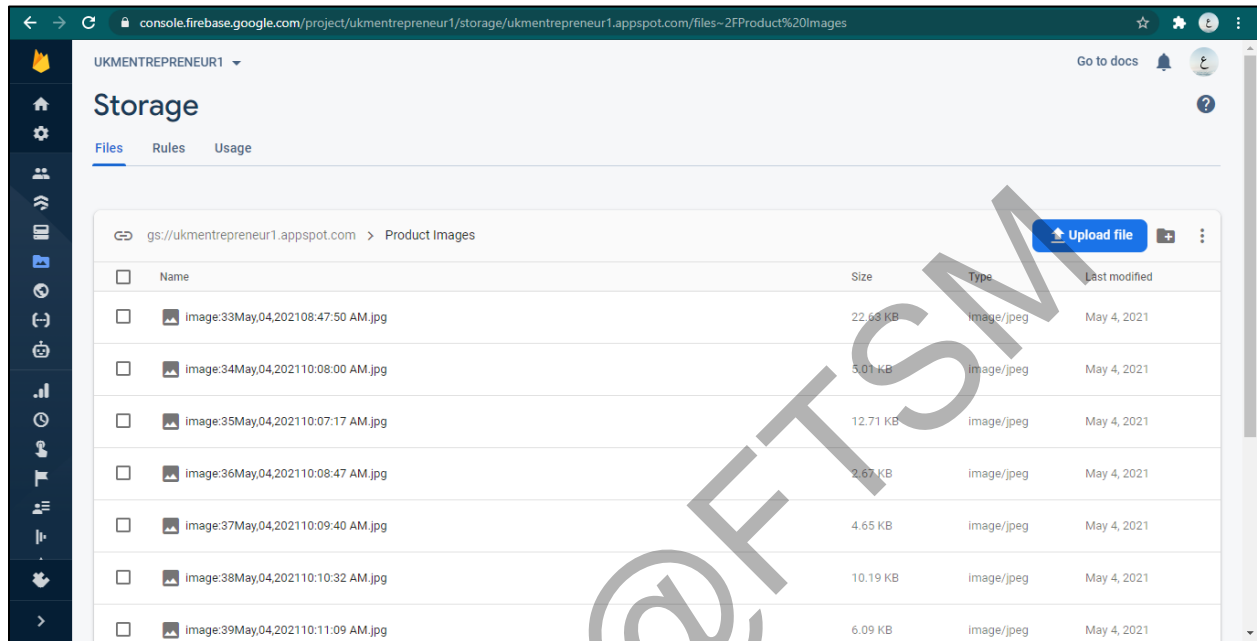 console.firebase.google.com/project/ukmentrepreneur1/storage/ukmentrepreneur1.appspot.com/files~2FProduct%20Images
UKMENTREPRENEUR1
Go to docs
ع
Storage
Files Rules Usage
gs://ukmentrepreneur1.appspot.com > Product Images
Upload file
Name Size Type Last modified
image:33May,04,202108:47:50 AM.jpg 22.63 KB image/jpeg May 4, 2021
image:34May,04,202110:08:00 AM.jpg 5.01 KB image/jpeg May 4, 2021
image:35May,04,202110:07:17 AM.jpg 12.71 KB image/jpeg May 4, 2021
image:36May,04,202110:08:47 AM.jpg 2.67 KB image/jpeg May 4, 2021
image:37May,04,202110:09:40 AM.jpg 4.65 KB image/jpeg May 4, 2021
image:38May,04,202110:10:32 AM.jpg 10.19 KB image/jpeg May 4, 2021
image:39May,04,202110:11:09 AM.jpg 6.09 KB image/jpeg May 4, 2021
@FTSM